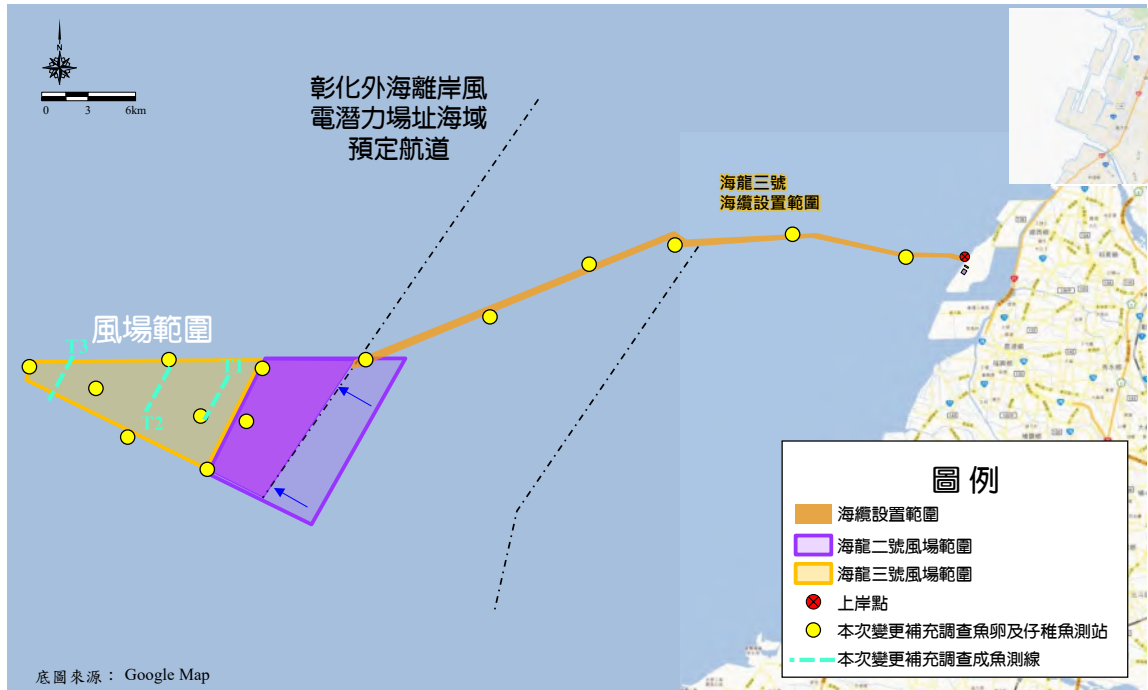 N
0 3 6km
彰化外海離岸風
電潛力場址海域
預定航道
海龍三號
海纜設置範圍
風場範圍
T3
T1
T2
圖例
海纜設置範圍
海龍二號風場範圍
海龍三號風場範圍
上岸點
本次變更補充調查魚卵及仔稚魚測站
本次變更補充調查成魚測線
底圖來源： Google Map